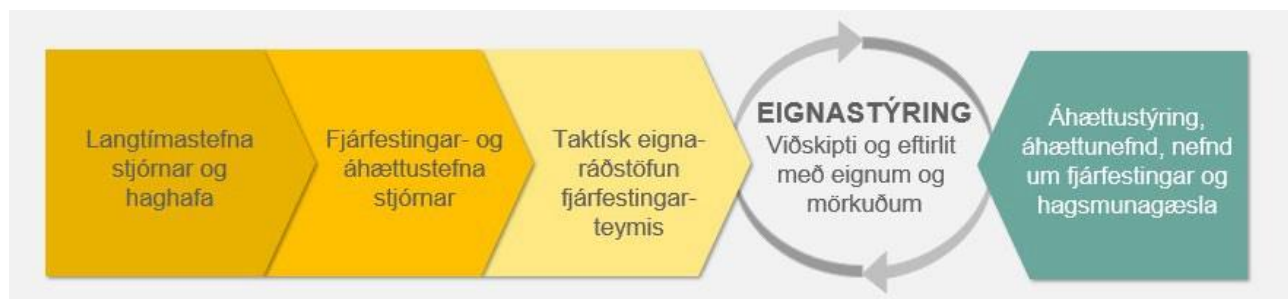 Langtímastefna
stjórnar og
haghafa
Fjárfestingar- og
áhættustefna
stjórnar
Taktísk eigna-
ráðstöfun
fjárfestingar-
teymis
EIGNASTÝRING
Viðskipti og eftirlit
með eignum og
mörkuðum
Áhættustýring,
áhættunefnd, nefnd
um fjárfestingar og
hagsmunagæsla